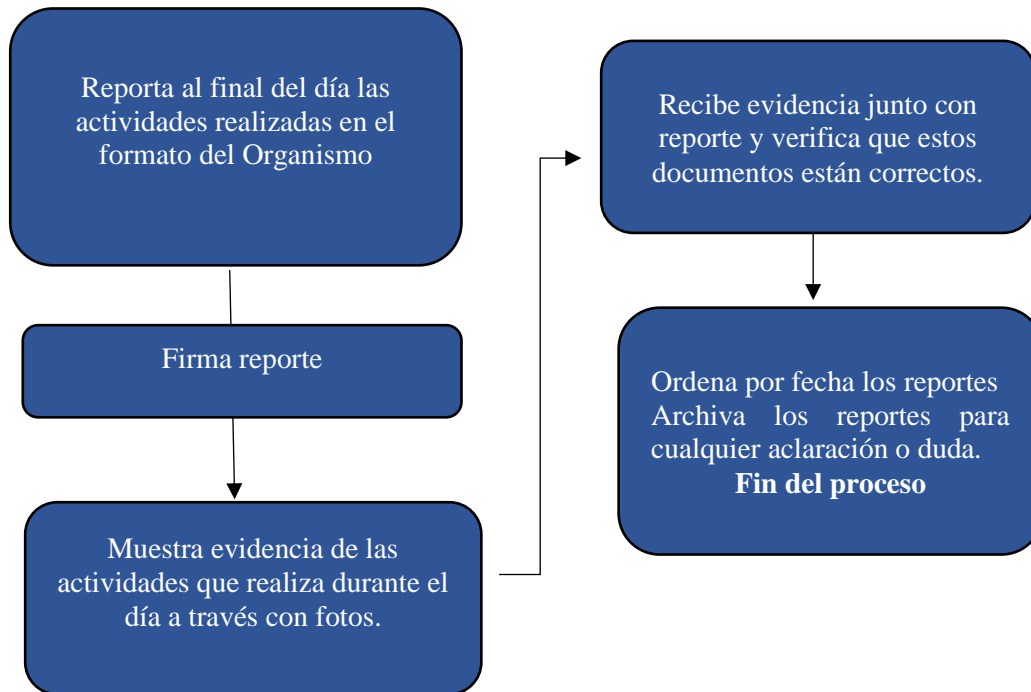 Reporta al final del día las
actividades realizadas en el
formato del Organismo
Firma reporte
Muestra evidencia de las
actividades que realiza durante el
día a través con fotos.
Recibe evidencia junto con
reporte y verifica que estos
documentos están correctos.
Ordena por fecha los reportes
Archiva los reportes para
cualquier aclaración o duda.
Fin del proceso